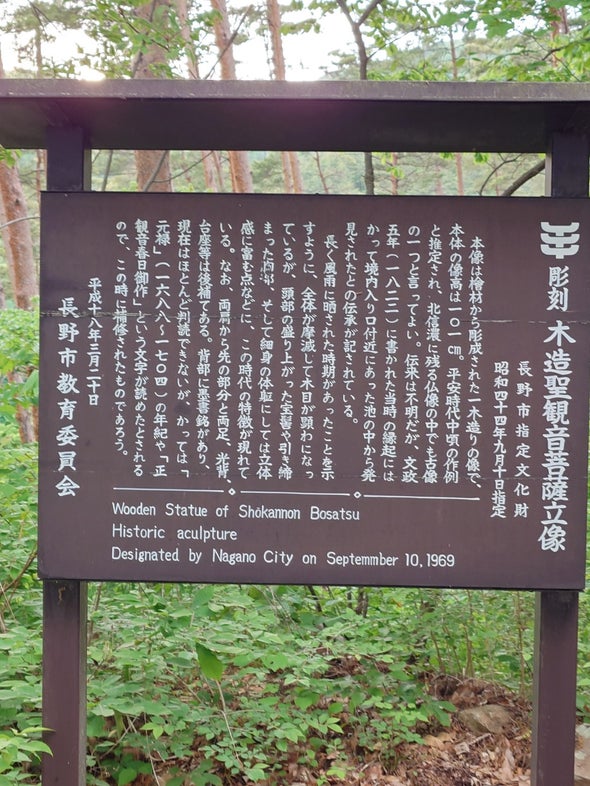 彫刻 木造聖観音菩薩立像
長野市指定文化財
昭和四十四年九月十日指定
本像は檜材から彫成された一木造りの像で、
本体の像高は一〇一㎝、平安時代中頃の作例
と推定され、北信濃に残る仏像の中でも古像
の一つと言ってよい。伝来は不明だが、文政
五年（一八二二）に書かれた当時の縁起には
かって境内入り口付近にあった池の中から発
見されたとの伝承が記されている。
長く風雨に晒された時期があったことを示
すように、全体が摩滅して木目が顕わになっ
ているが、頭部の盛り上がった宝髻や引き締
まった面部、そして細身の体躯にしては立体
感に富む点などに、この時代の特徴が現れて
いる。なお、両肩から先の部分と両足、光背、
台座等は後補である。背部に墨書銘があり、
現在はほとんど判読できないが、かっては「
元禄」（一六八八～一七〇四）の年紀や「正
観音春日御作」という文字が読めたとされる
ので、この時に補修されたものであろう。
平成十八年三月二十日
長野市教育委員会
Wooden Statue of Shōkannon Bosatsu
Historic aculpture
Designated by Nagano City on Septemmber 10,1969